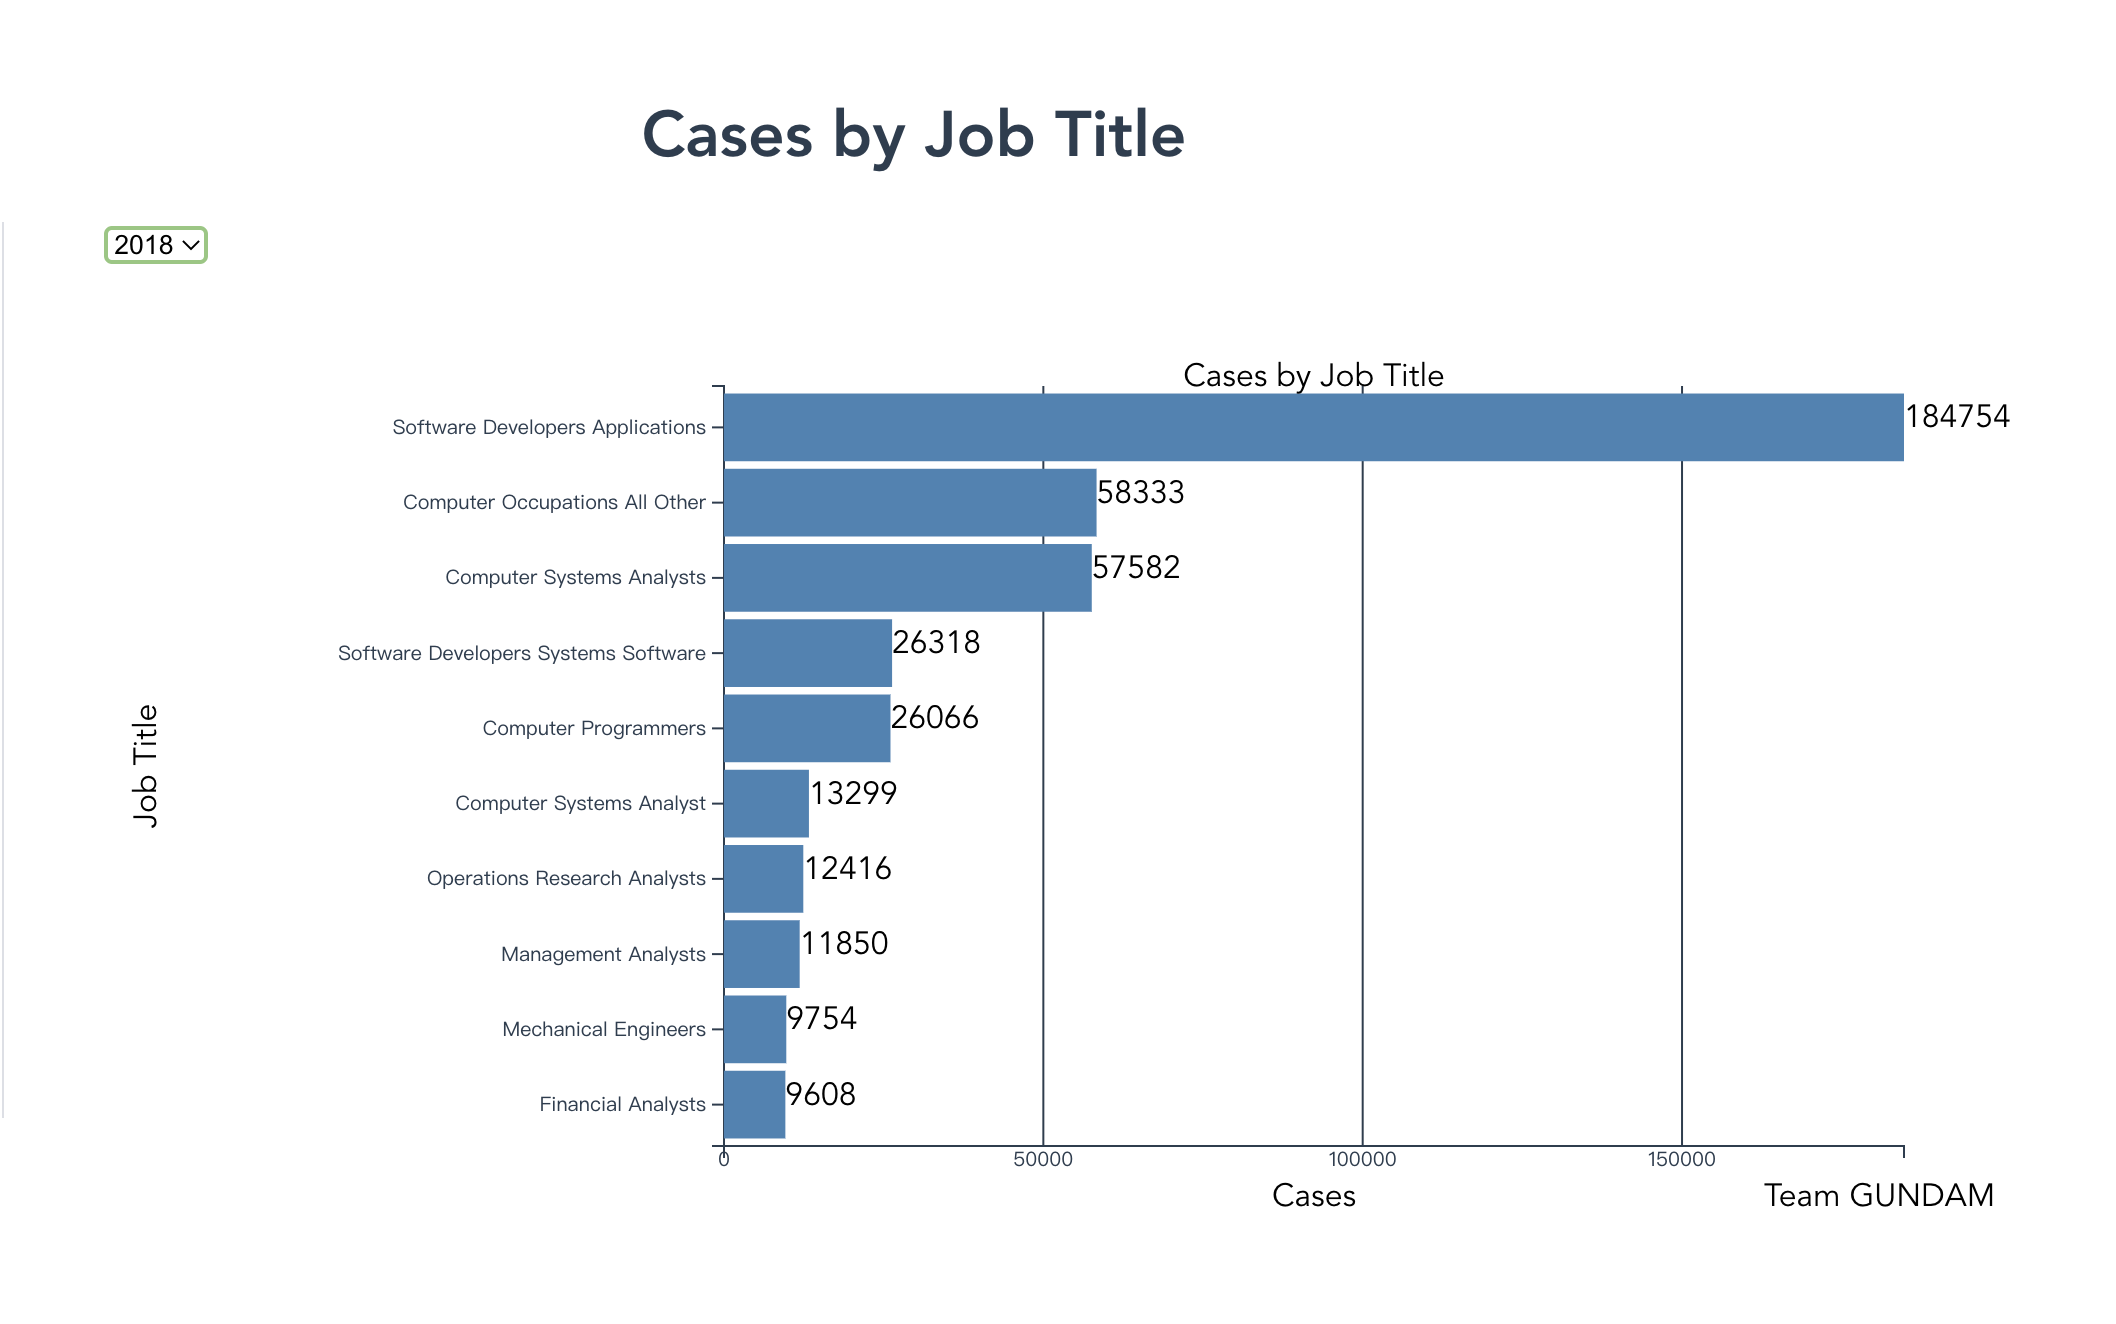 Cases by Job Title
2018
Cases by Job Title
Software Developers Applications 184754
Computer Occupations All Other 58333
Computer Systems Analysts 57582
Software Developers Systems Software 26318
Computer Programmers 26066
Computer Systems Analyst 13299
Operations Research Analysts 12416
Management Analysts 11850
Mechanical Engineers 9754
Financial Analysts 9608
Job Title
0 50000 100000 150000
Cases
Team GUNDAM